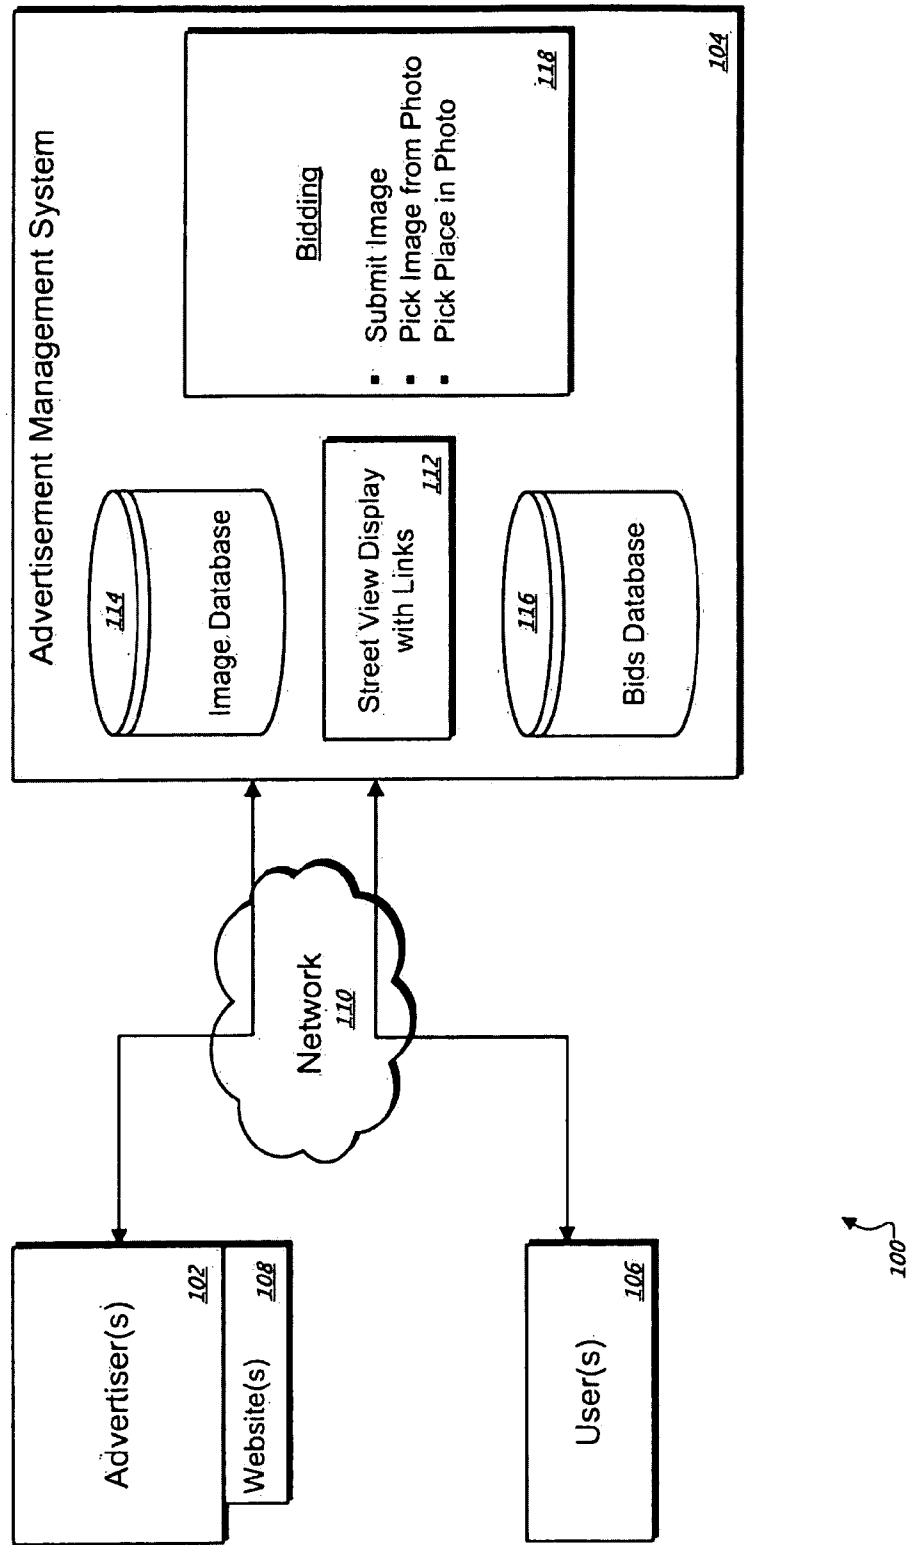 Advertiser(s)
102
Website(s)
108
User(s)
106
Network
110
Advertisement Management System
114
Image Database
Street View Display
with Links
112
116
Bids Database
Bidding
▪ Submit Image
▪ Pick Image from Photo
▪ Pick Place in Photo
118
104
100